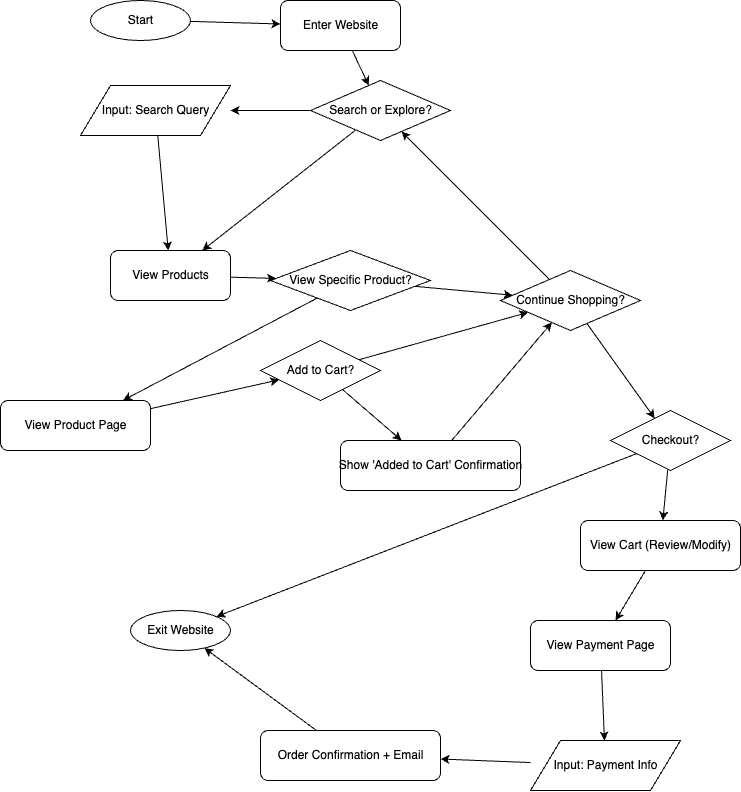 Start
Enter Website
Input: Search Query
Search or Explore?
View Products
View Specific Product?
Continue Shopping?
Add to Cart?
View Product Page
Show 'Added to Cart' Confirmation
Checkout?
View Cart (Review/Modify)
Exit Website
View Payment Page
Order Confirmation + Email
Input: Payment Info